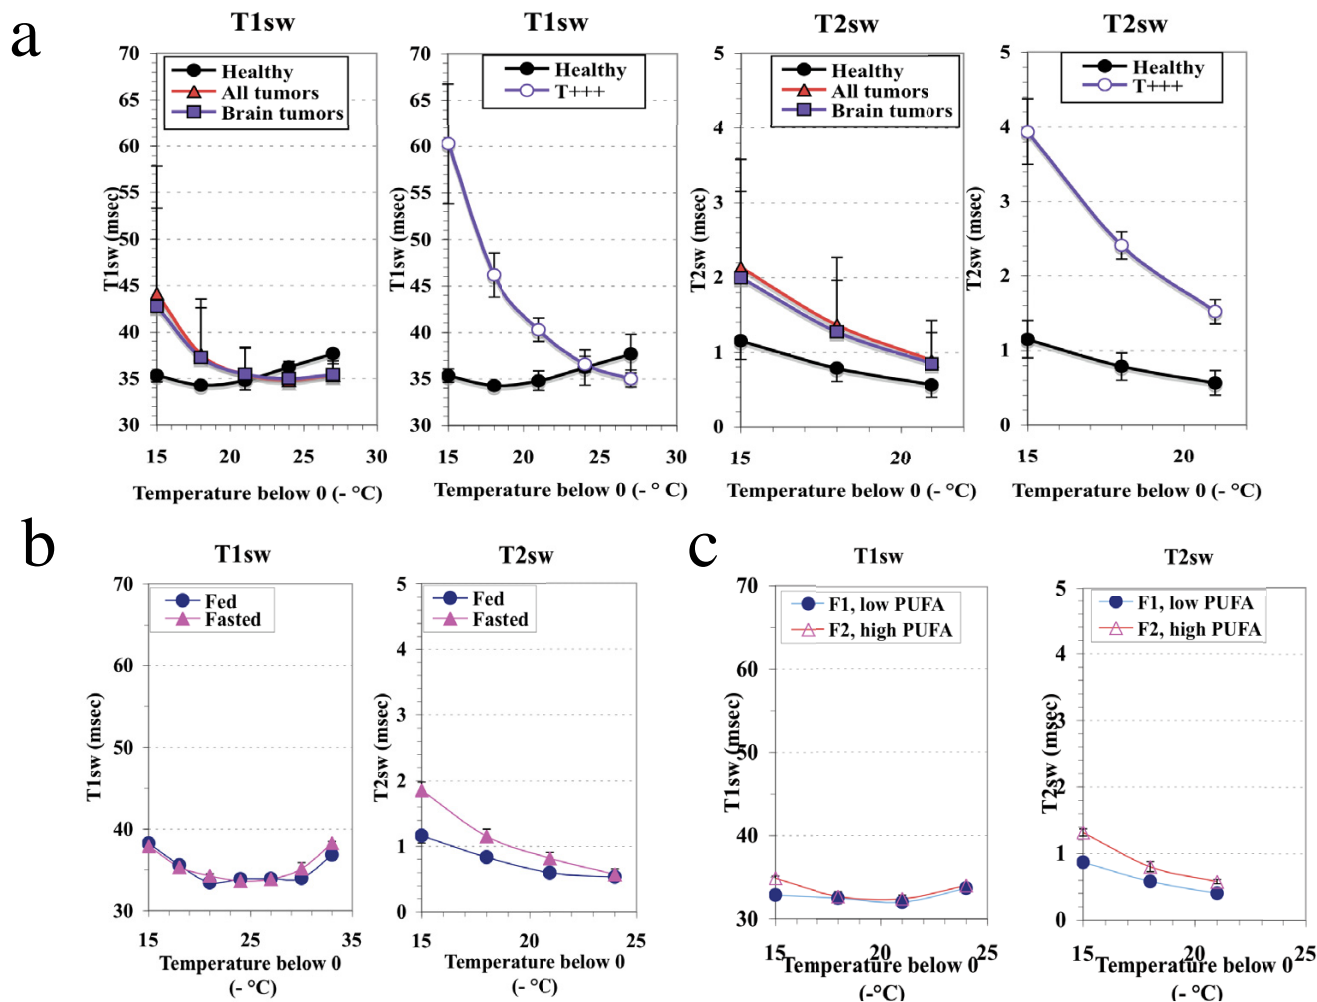 a
T1sw
T1sw
T2sw
T2sw
70
65
60
55
50
45
40
35
30
T1sw (msec)
Healthy
All tumors
Brain tumors
15
20
25
30
Temperature below 0 (- °C)
70
65
60
55
50
45
40
35
30
T1sw (msec)
Healthy
T+++
15
20
25
30
Temperature below 0 (- ° C)
5
4
3
2
1
0
T2sw (msec)
Healthy
All tumors
Brain tumors
15
20
Temperature below 0 (- °C)
5
4
3
2
1
0
T2sw (msec)
Healthy
T+++
15
20
Temperature below 0 (- °C)
b
T1sw
70
60
50
40
30
T1sw (msec)
Fed
Fasted
15
20
25
30
35
Temperature below 0
(- °C)
T2sw
5
4
3
2
1
0
T2sw (msec)
Fed
Fasted
15
20
25
Temperature below 0
(- °C)
c
T1sw
70
60
50
40
30
T1sw (msec)
F1, low PUFA
F2, high PUFA
15
20
25
Temperature below 0
(-°C)
T2sw
5
4
3
2
1
0
T2sw (msec)
F1, low PUFA
F2, high PUFA
15
20
25
Temperature below 0
(- °C)